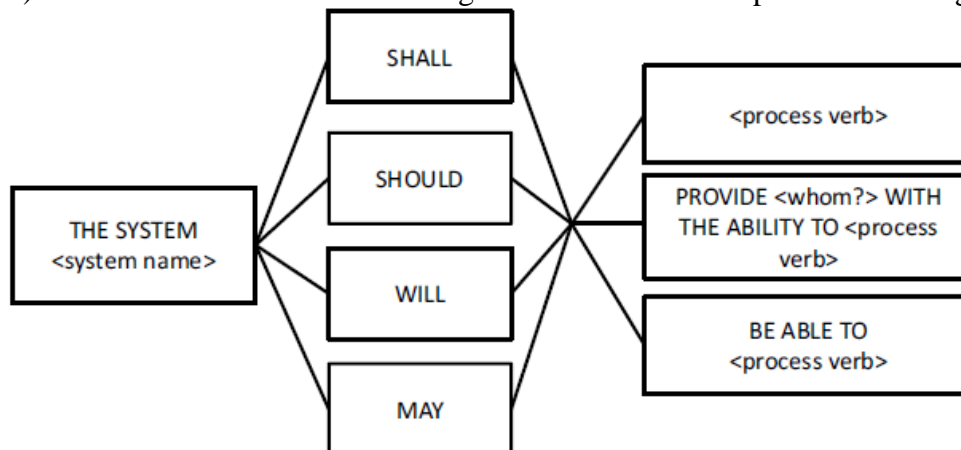 SHALL
SHOULD
WILL
MAY
THE SYSTEM
<system name>
<process verb>
PROVIDE <whom?> WITH
THE ABILITY TO <process
verb>
BE ABLE TO
<process verb>